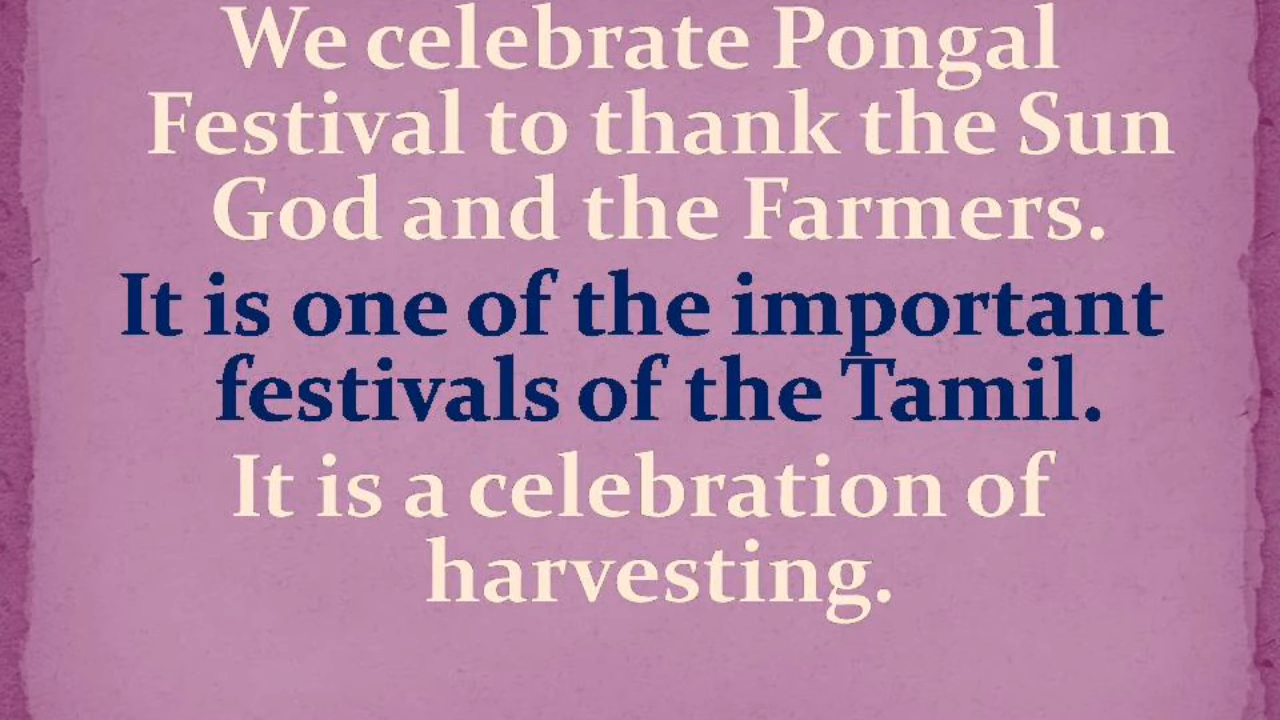 We celebrate Pongal
Festival to thank the Sun
God and the Farmers.
It is one of the important
festivals of the Tamil.
It is a celebration of
harvesting.